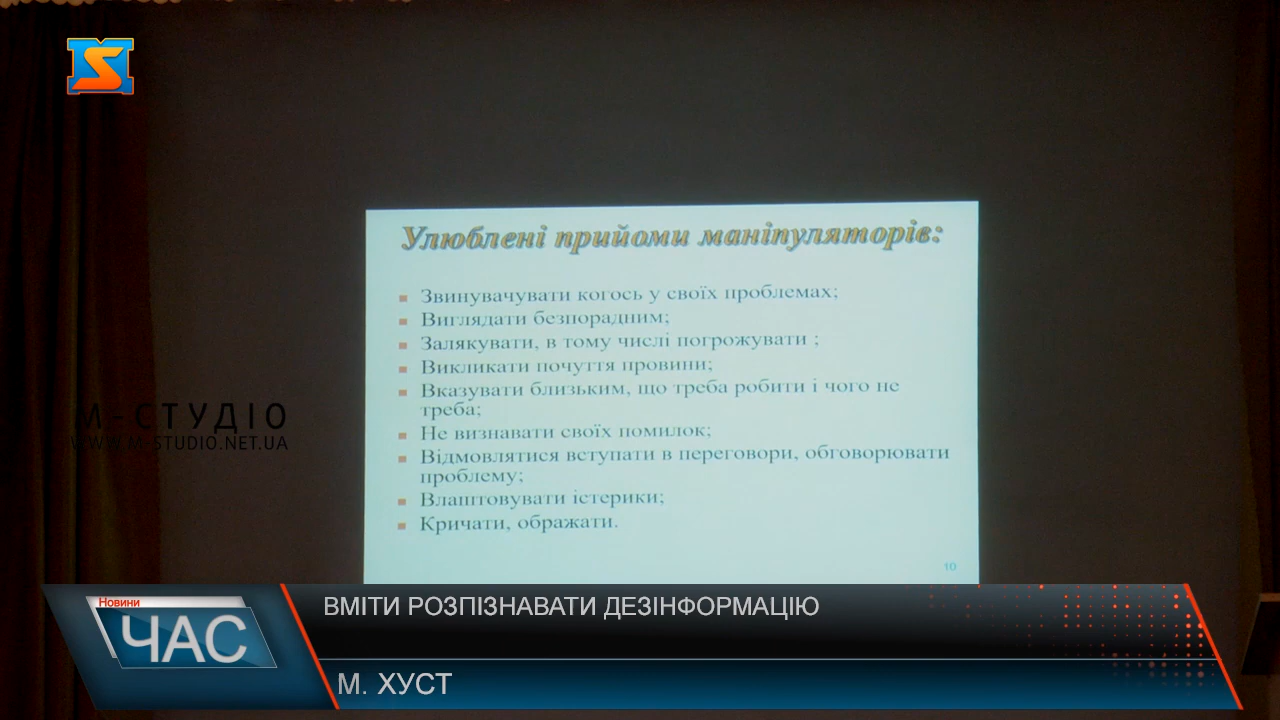 Улюблені прийоми маніпуляторів:
Звинувачувати когось у своїх проблемах;
Виглядати безпорадним;
Залякувати, в тому числі погрожувати ;
Викликати почуття провини;
Вказувати близьким, що треба робити і чого не
треба;
Не визнавати своїх помилок;
Відмовлятися вступати в переговори, обговорювати
проблему;
Влаштовувати істерики;
Кричати, ображати.
10
М-СТУДІО
WWW.M-STUDIO.NET.UA
Новини
ЧАС
ВМІТИ РОЗПІЗНАВАТИ ДЕЗІНФОРМАЦІЮ
М. ХУСТ